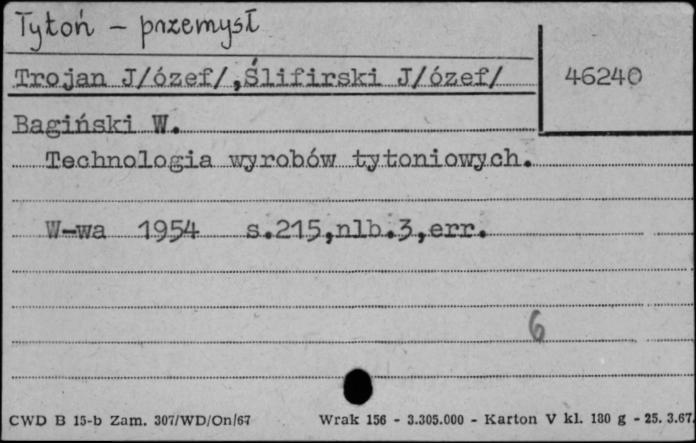 Tytoń - przemysł
Trojan J/ózef/,Ślifirski J/ózef/
46240
Bagiński W.
Technologia wyrobów tytoniowych.
W-wa 1954 s.215,nlb.3,err.
6
CWD B 15-b Zam. 307/WD/On/67 Wrak 156 - 3.305.000 - Karton V kl. 180 g - 25. 3.67.